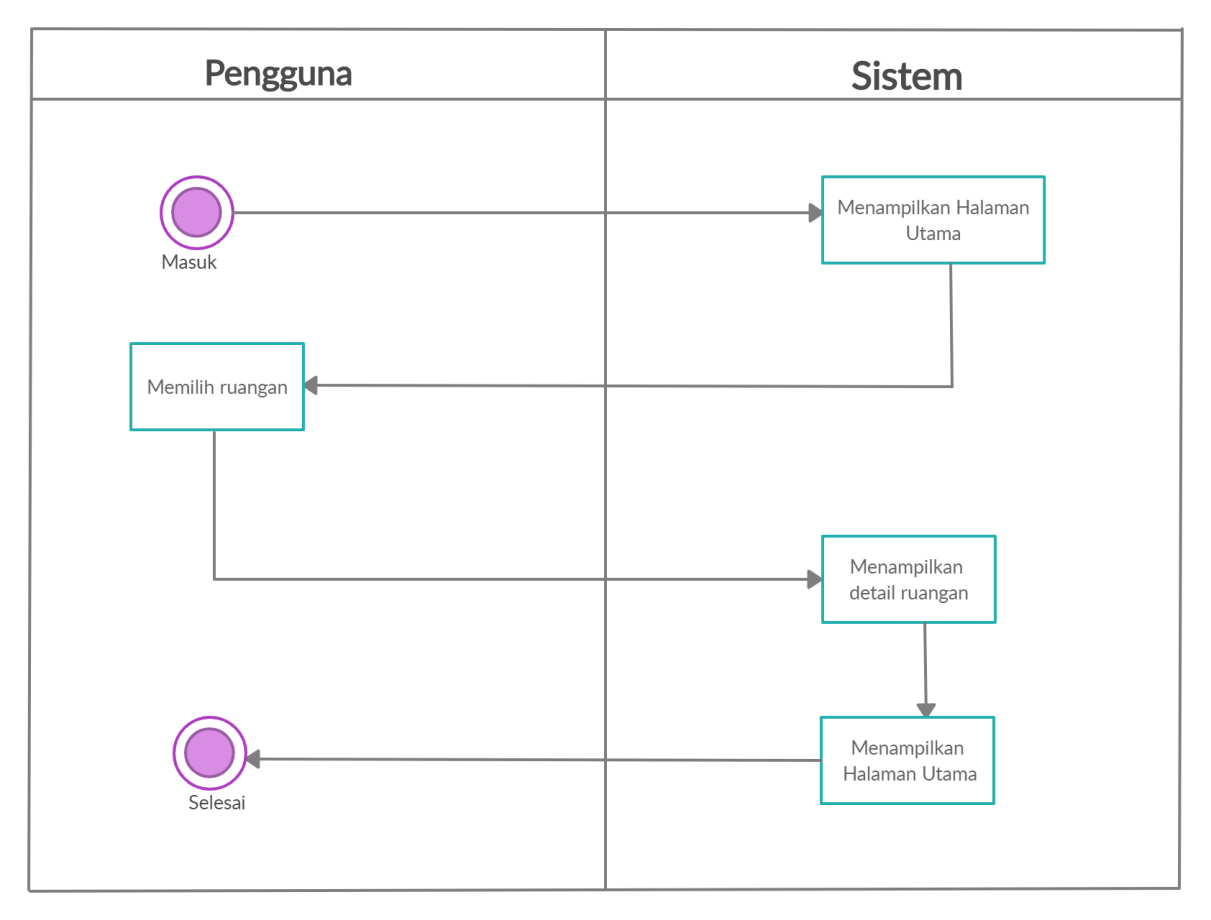 Pengguna
Sistem
Masuk
Menampilkan Halaman
Utama
Memilih ruangan
Menampilkan
detail ruangan
Selesai
Menampilkan
Halaman Utama